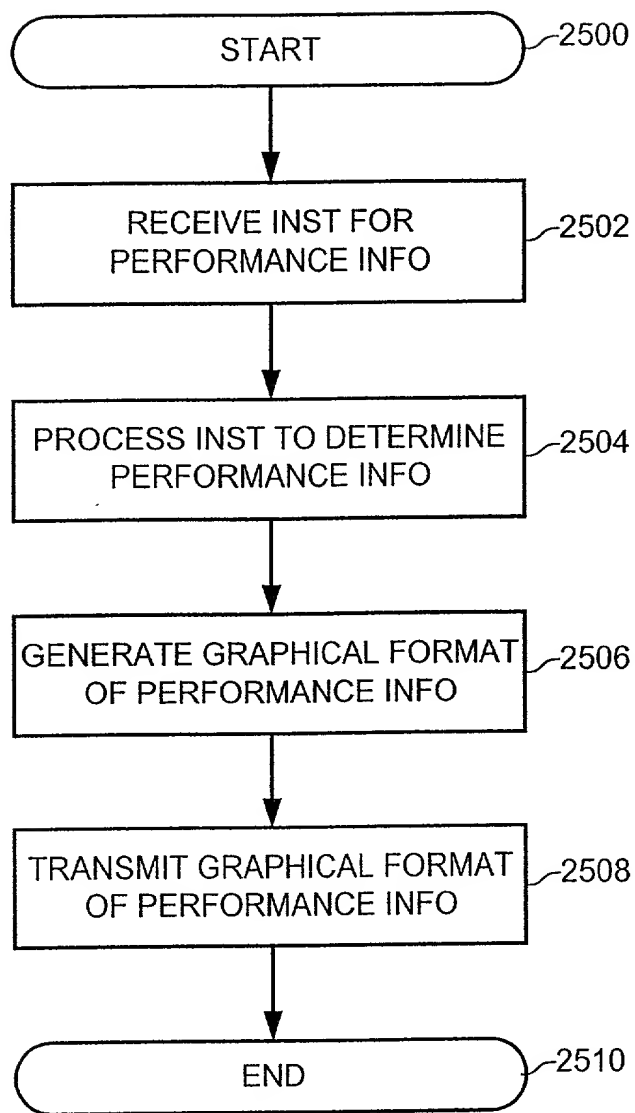 START
2500
RECEIVE INST FOR
PERFORMANCE INFO
2502
PROCESS INST TO DETERMINE
PERFORMANCE INFO
2504
GENERATE GRAPHICAL FORMAT
OF PERFORMANCE INFO
2506
TRANSMIT GRAPHICAL FORMAT
OF PERFORMANCE INFO
2508
END
2510